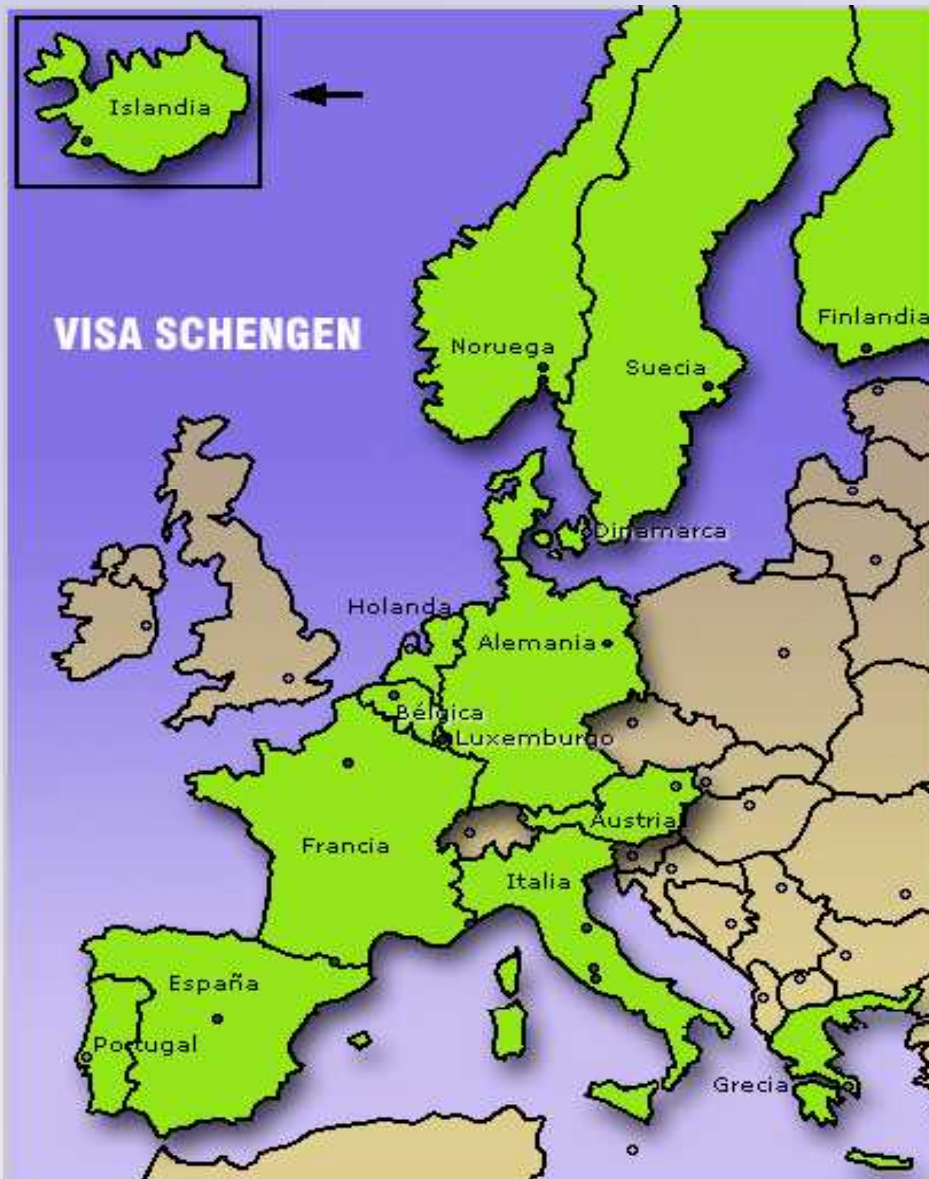 Islandia
VISA SCHENGEN
Finlandia
Noruega
Suecia
Dinamarca
Holanda
Alemania
Bélgica
Luxemburgo
Austria
Francia
Italia
España
Portugal
Grecia